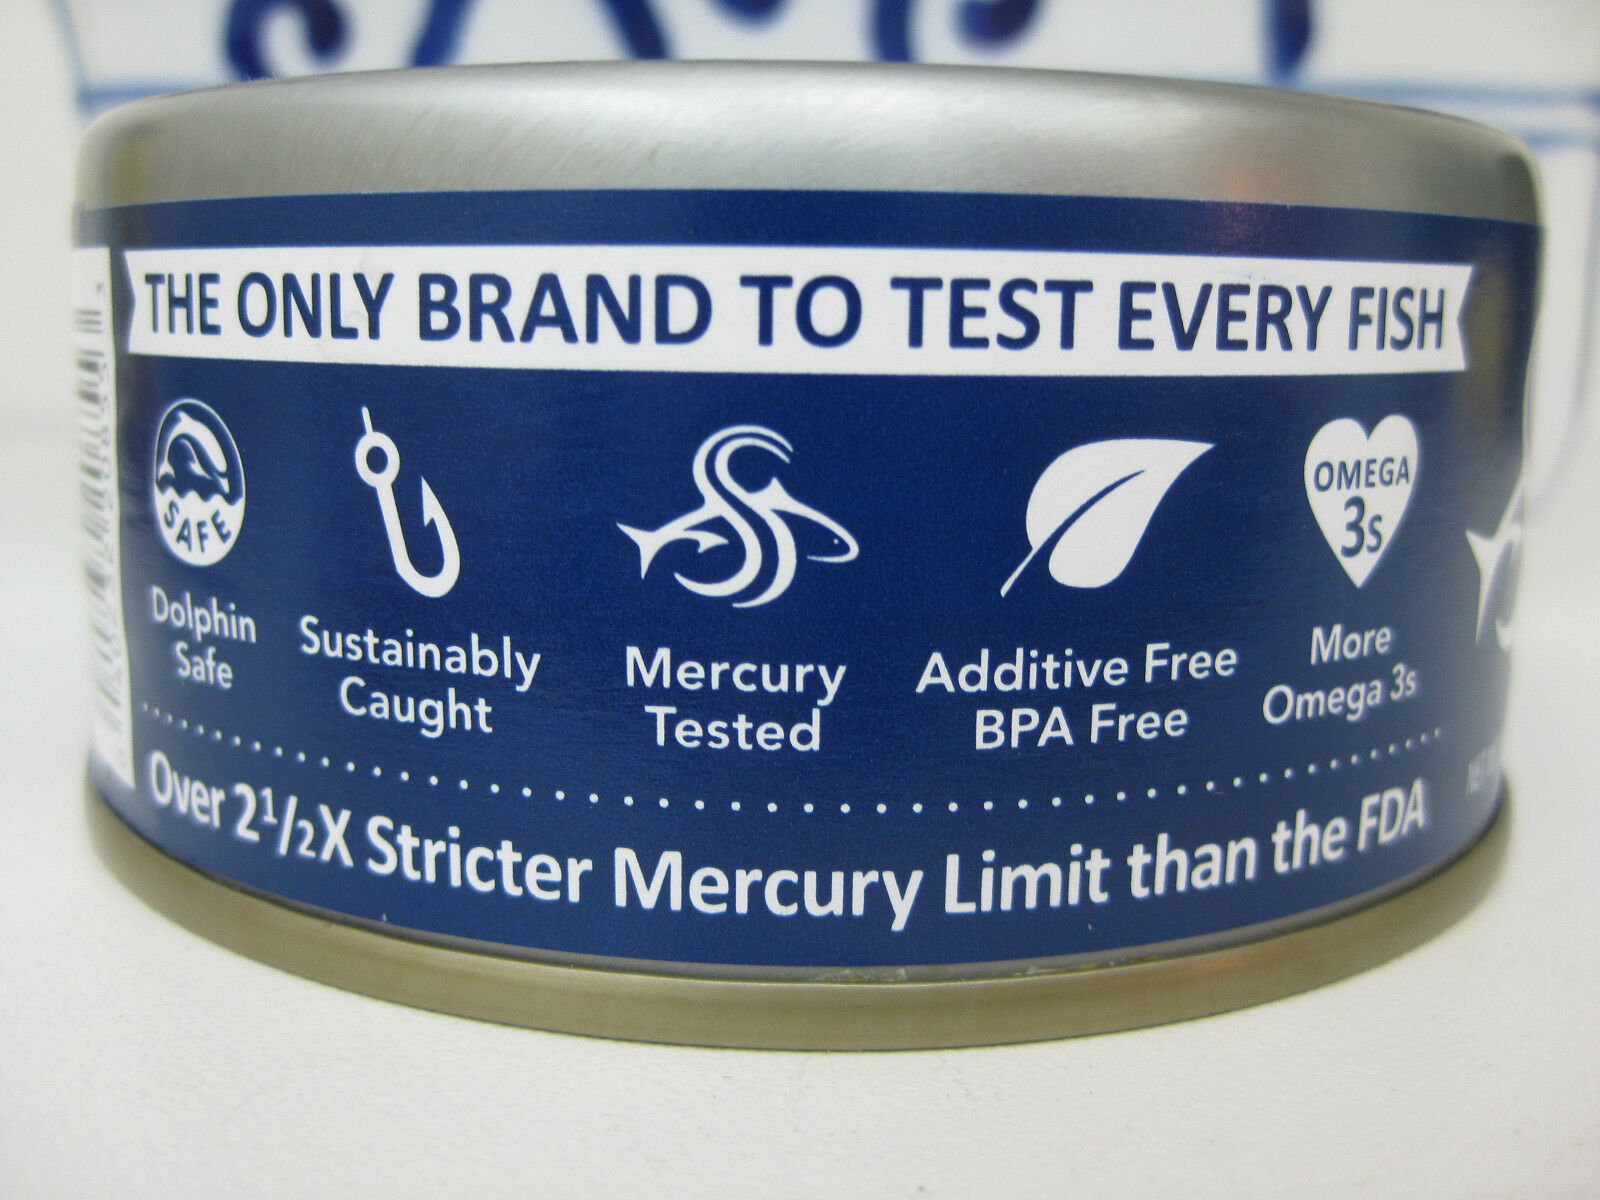 THE ONLY BRAND TO TEST EVERY FISH
SAFE
OMEGA
3s
Dolphin
Safe
Sustainably
Caught
Mercury
Tested
Additive Free
BPA Free
More
Omega 3s
Over 2½X Stricter Mercury Limit than the FDA